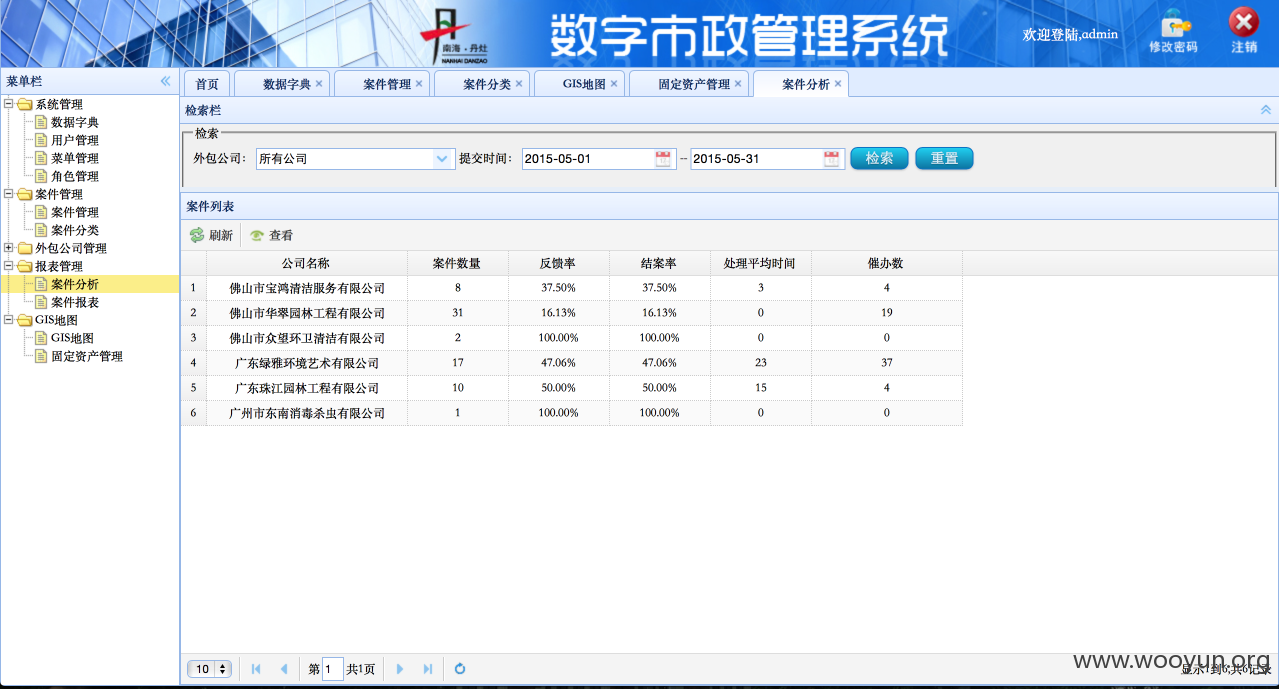 南海·丹灶
NANHAI DANZAO
数字市政管理系统
欢迎登陆,admin
修改密码
注销
菜单栏
首页 数据字典 案件管理 案件分类 GIS地图 固定资产管理 案件分析
系统管理
数据字典
用户管理
菜单管理
角色管理
案件管理
案件管理
案件分类
外包公司管理
报表管理
案件分析
案件报表
GIS地图
GIS地图
固定资产管理
检索栏
检索
外包公司： 所有公司 提交时间： 2015-05-01 -- 2015-05-31 检索 重置
案件列表
刷新 查看
公司名称 案件数量 反馈率 结案率 处理平均时间 催办数
1 佛山市宝鸿清洁服务有限公司 8 37.50% 37.50% 3 4
2 佛山市华翠园林工程有限公司 31 16.13% 16.13% 0 19
3 佛山市众望环卫清洁有限公司 2 100.00% 100.00% 0 0
4 广东绿雅环境艺术有限公司 17 47.06% 47.06% 23 37
5 广东珠江园林工程有限公司 10 50.00% 50.00% 15 4
6 广州市东南消毒杀虫有限公司 1 100.00% 100.00% 0 0
10 第 1 共1页
显示1到6,共6记录
www.wooyun.org